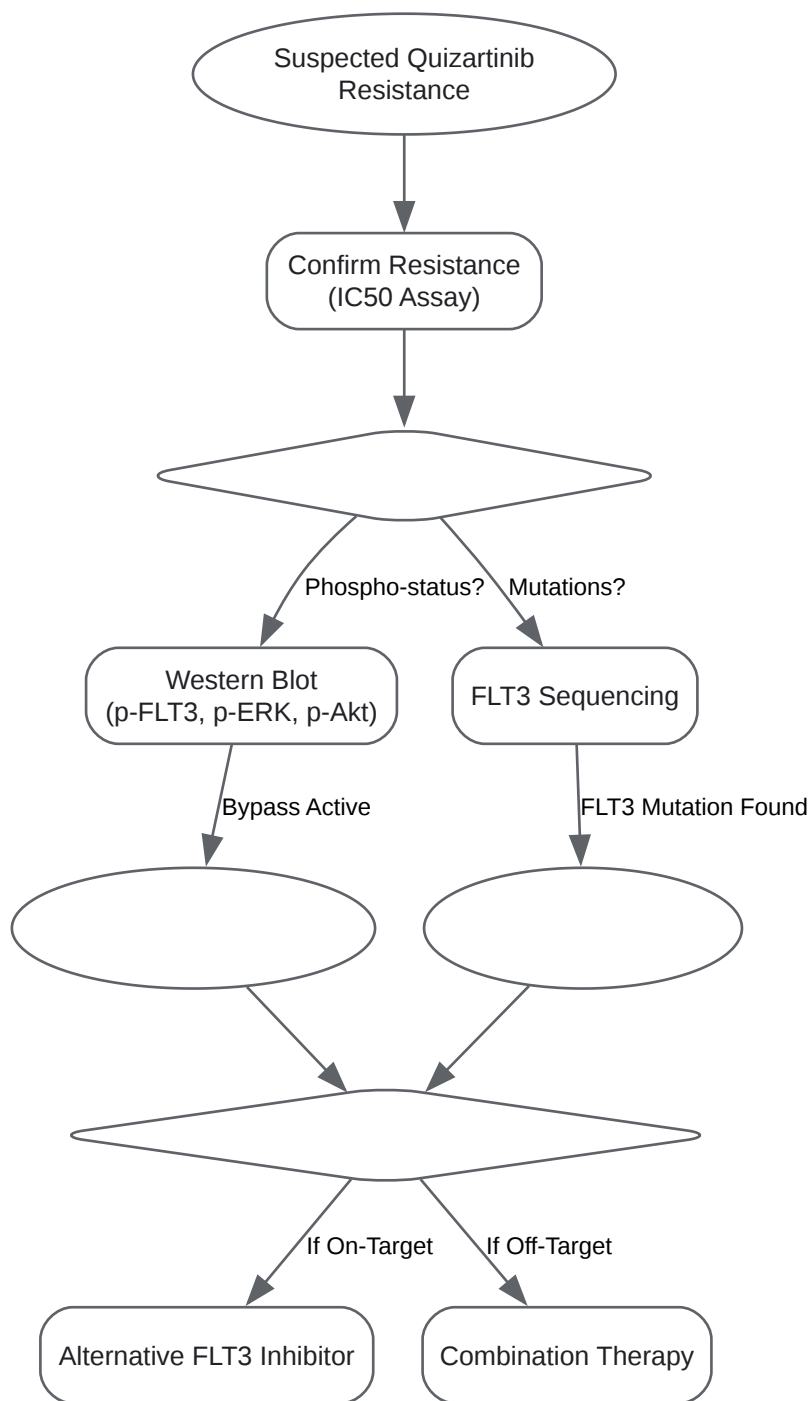 Suspected Quizartinib
Resistance
Confirm Resistance
(IC50 Assay)
Phospho-status?
Mutations?
Western Blot
(p-FLT3, p-ERK, p-Akt)
FLT3 Sequencing
Bypass Active
FLT3 Mutation Found
If On-Target
If Off-Target
Alternative FLT3 Inhibitor
Combination Therapy